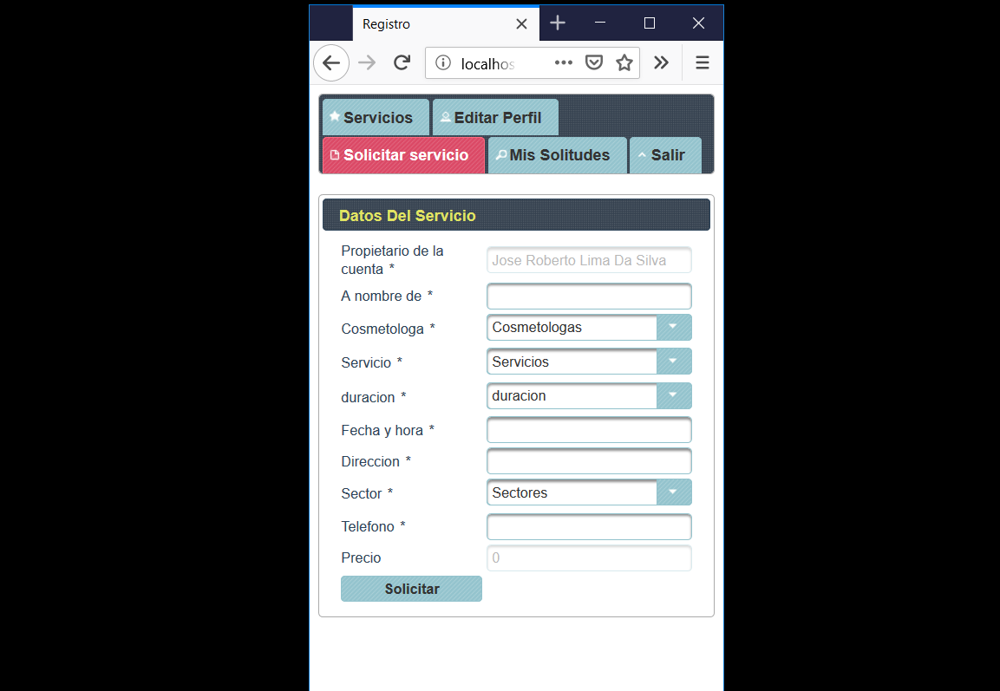 Registro
localhos
Servicios
Editar Perfil
Solicitar servicio
Mis Solitudes
Salir
Datos Del Servicio
Propietario de la
cuenta *
Jose Roberto Lima Da Silva
A nombre de *
Cosmetologa *
Cosmetologas
Servicio *
Servicios
duracion *
duracion
Fecha y hora *
Direccion *
Sector *
Sectores
Telefono *
Precio
0
Solicitar